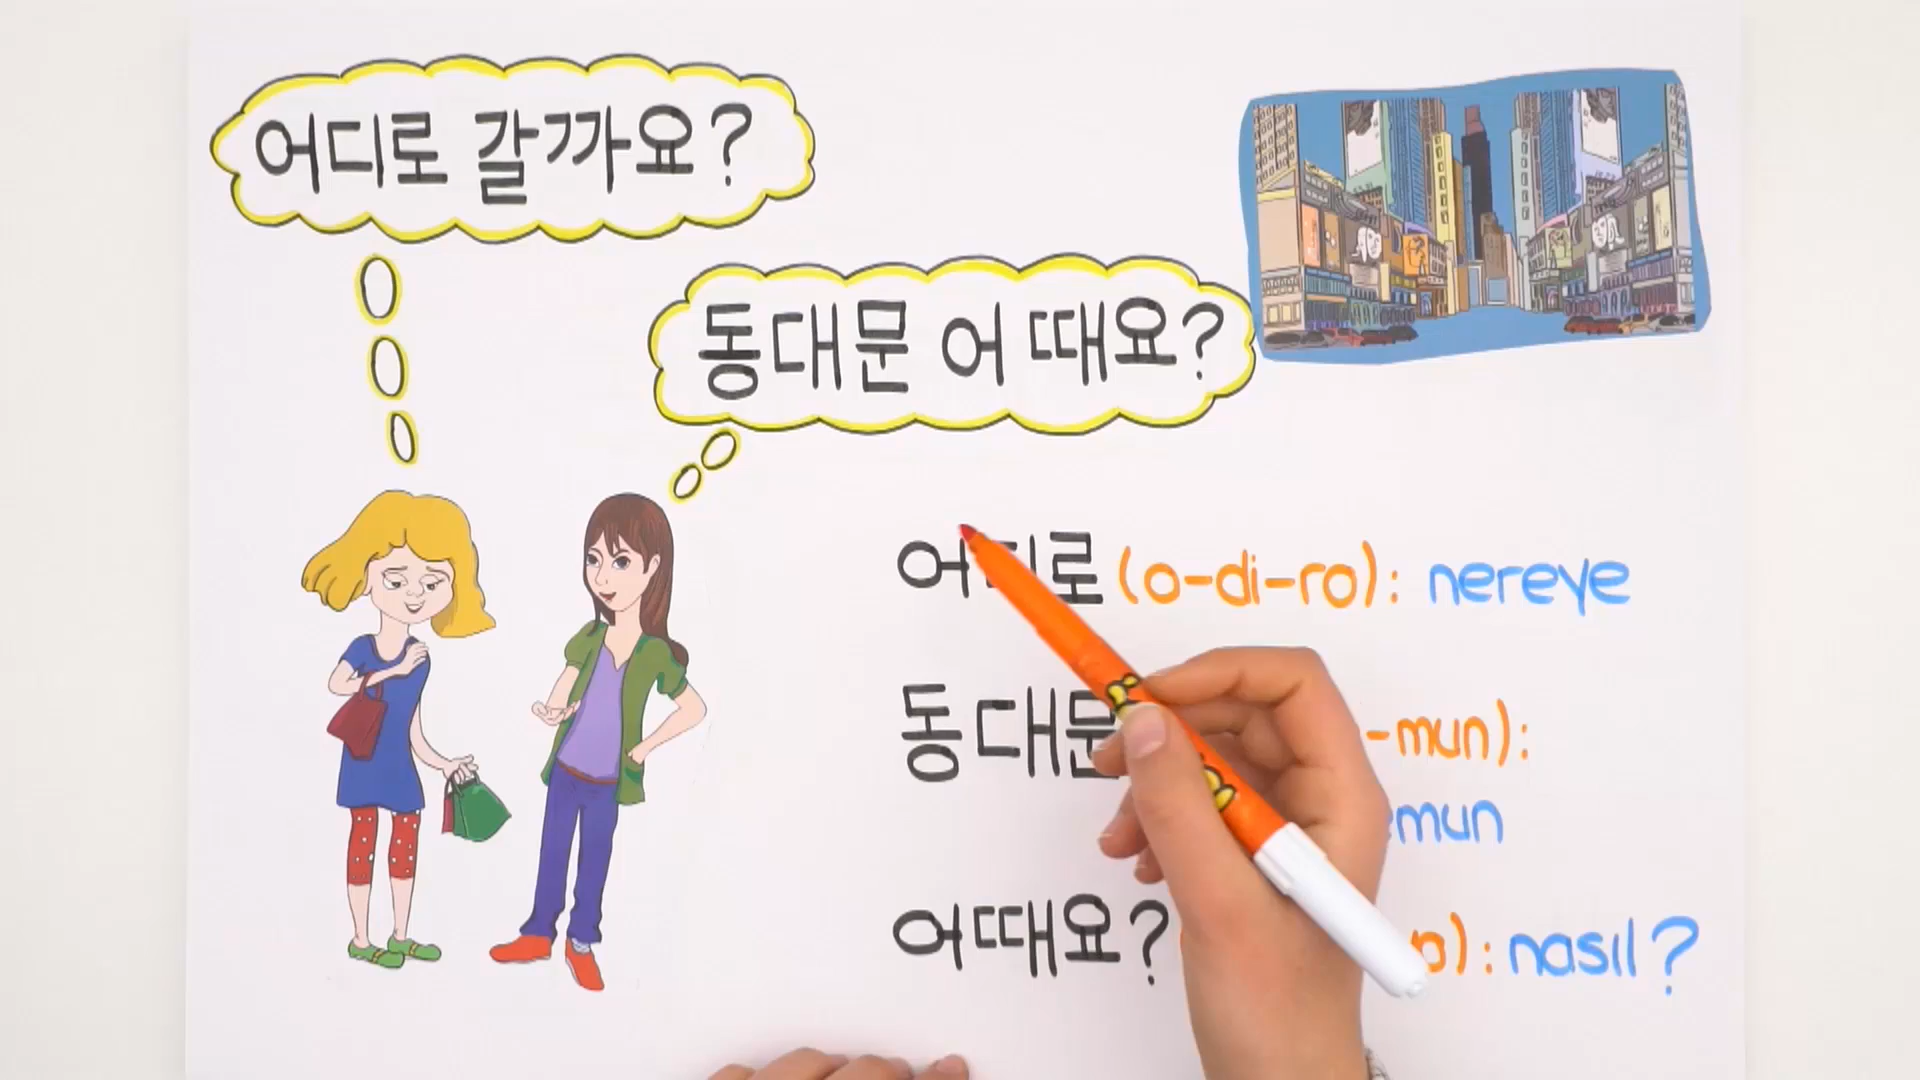 어디로 갈까요?
동대문 어 때요?
어디로 (o-di-ro): nereye
동대문 -mun):
mun
어때요? : nasıl?